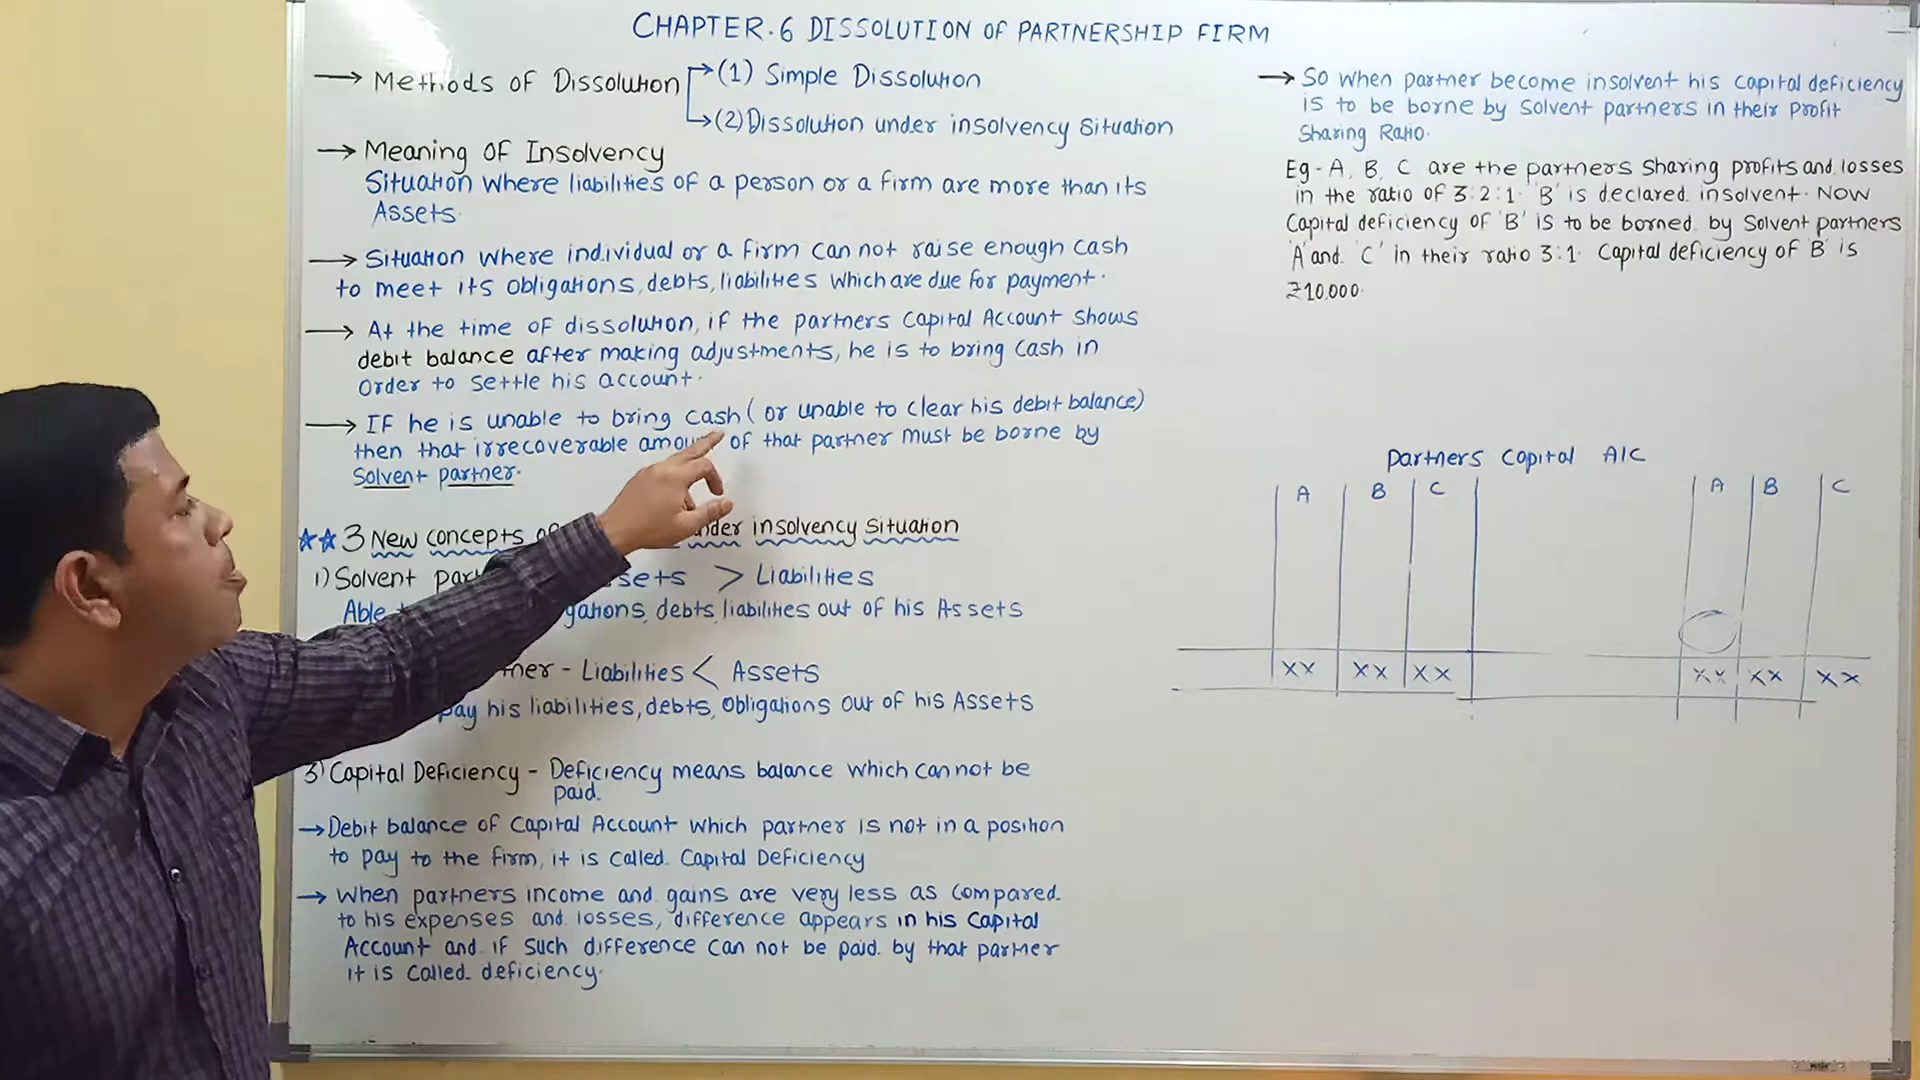 CHAPTER.6 DISSOLUTION OF PARTNERSHIP FIRM
→ Methods of Dissolution →(1) Simple Dissolution
→(2) Dissolution under insolvency Situation
→ Meaning OF Insolvency
Situation where liabilities of a person or a firm are more than its
Assets.
→ Situation where individual or a firm can not raise enough cash
to meet its obligations, debts, liabilities which are due for payment.
→ At the time of dissolution, if the partners capital Account shows
debit balance after making adjustments, he is to bring cash in
order to settle his account.
→ IF he is unable to bring cash (or unable to clear his debit balance)
then that irrecoverable of that partner must be borne by
Solvent partner.
★★3 New concepts under insolvency situation
1) Solvent > Liabilities
Able debts, liabilities out of his Assets
- Liabilities < Assets
pay his liabilities, debts, obligations out of his Assets
3) Capital Deficiency - Deficiency means balance which cannot be
paid.
→ Debit balance of Capital Account which partner is not in a position
to pay to the firm, it is called Capital Deficiency
→ When partners income and gains are very less as compared
to his expenses and losses, difference appears in his capital
Account and if such difference can not be paid by that partner
it is called deficiency.
→ So when partner become insolvent his capital deficiency
is to be borne by solvent partners in their profit
Sharing Ratio.
Eg - A, B, C are the partners sharing profits and losses
in the ratio of 3:2:1. 'B' is declared insolvent. Now
Capital deficiency of 'B' is to be borned by Solvent partners
'A' and 'C' in their ratio 3:1. Capital deficiency of 'B' is
₹10,000.
Partners Capital A/C
A B C A B C
XX XX XX XX XX XX